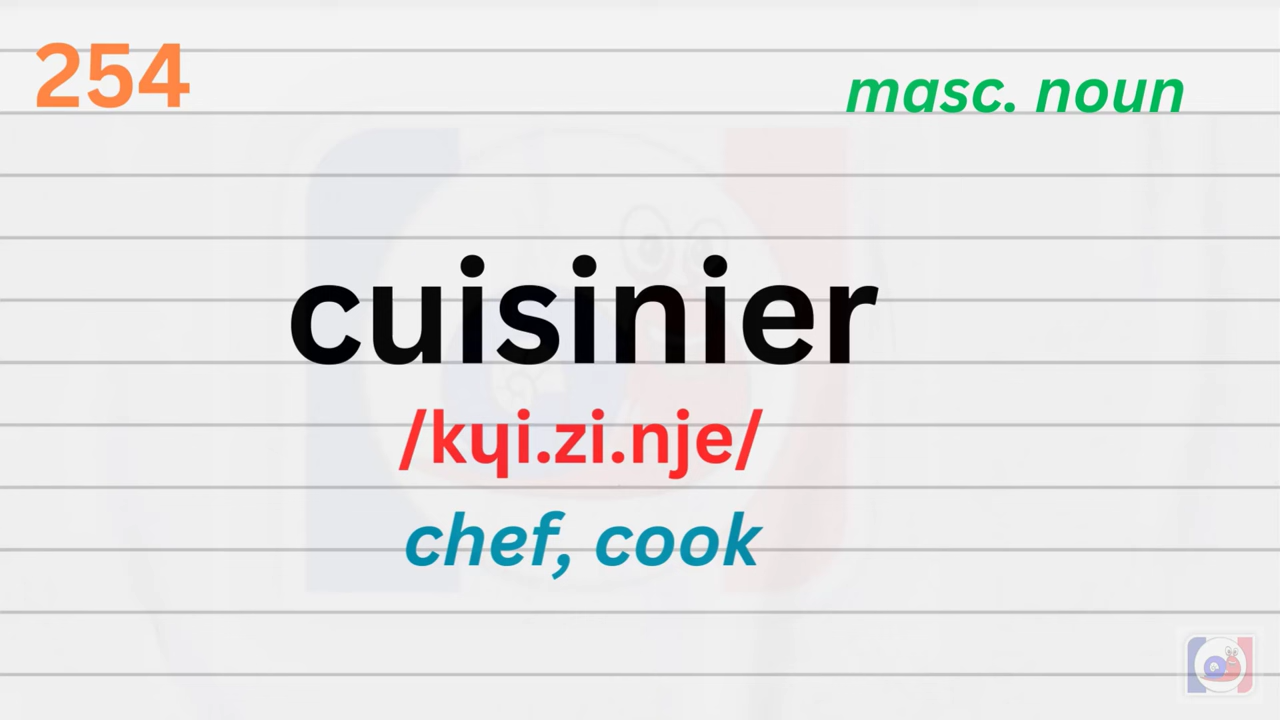 254
masc. noun
cuisinier
/kɥi.zi.nje/
chef, cook